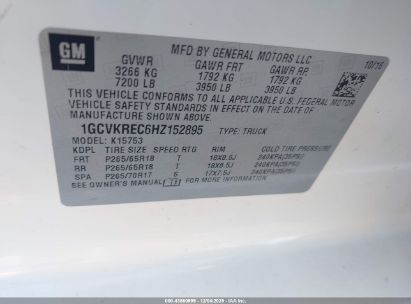 GM
MFD BY GENERAL MOTORS LLC
10/16
GVWR GAWR FRT GAWR RR
3266 KG 1792 KG 1792 KG
7200 LB 3950 LB 3950 LB
THIS VEHICLE CONFORMS TO ALL APPLICABLE U.S. FEDERAL MOTOR
VEHICLE SAFETY STANDARDS IN EFFECT ON THE DATE OF
MANUFACTURE SHOWN ABOVE.
1GCVKREC6HZ152895 TYPE: TRUCK
MODEL: K15753
KDPL TIRE SIZE SPEED RTG RIM COLD TIRE PRESSURE
FRT P265/65R18 T 18X8.5J 240KPA(35PSI)
RR P265/65R18 T 18X8.5J 240KPA(35PSI)
SPA P265/70R17 S 17X7.5J 240KPA(35PSI)
SEE OWNER'S MANUAL FOR MORE INFORMATION